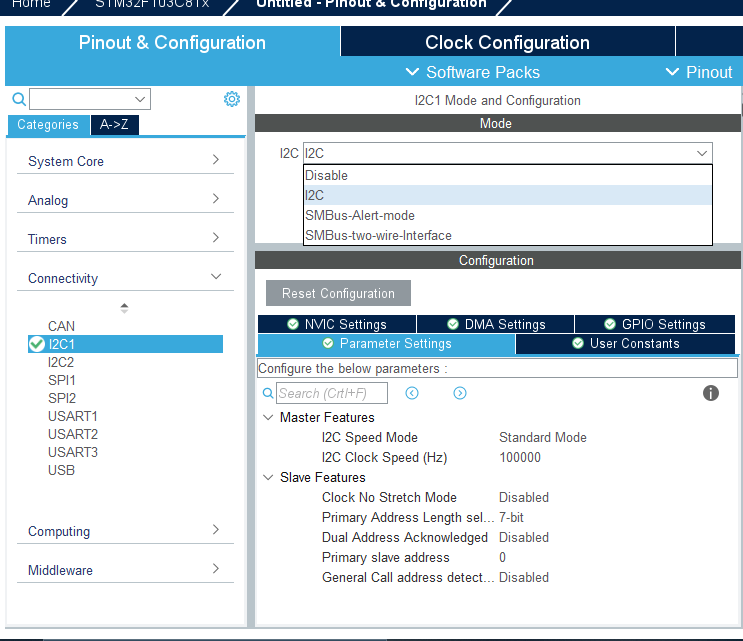 Home STM32F103C8Tx Untitled - Pinout & Configuration
Pinout & Configuration Clock Configuration
Software Packs Pinout
I2C1 Mode and Configuration
Categories A->Z
Mode
System Core
Analog
Timers
Connectivity
CAN
I2C1
I2C2
SPI1
SPI2
USART1
USART2
USART3
USB
Computing
Middleware
I2C I2C
Disable
I2C
SMBus-Alert-mode
SMBus-two-wire-Interface
Configuration
Reset Configuration
NVIC Settings DMA Settings GPIO Settings
Parameter Settings User Constants
Configure the below parameters :
Search (Crtl+F)
Master Features
I2C Speed Mode Standard Mode
I2C Clock Speed (Hz) 100000
Slave Features
Clock No Stretch Mode Disabled
Primary Address Length sel... 7-bit
Dual Address Acknowledged Disabled
Primary slave address 0
General Call address detect... Disabled